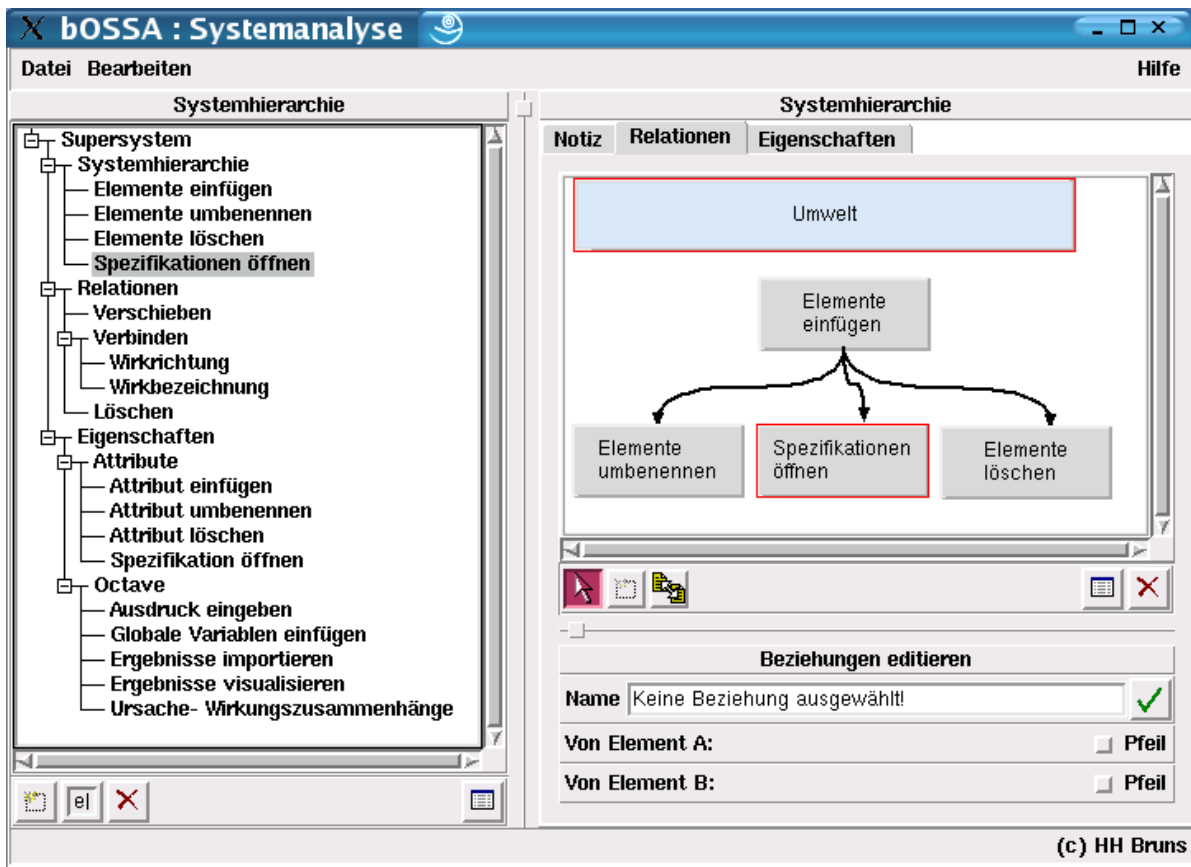 bOSSA : Systemanalyse
Datei Bearbeiten Hilfe
Systemhierarchie
Supersystem
Systemhierarchie
Elemente einfügen
Elemente umbenennen
Elemente löschen
Spezifikationen öffnen
Relationen
Verschieben
Verbinden
Wirkrichtung
Wirkbezeichnung
Löschen
Eigenschaften
Attribute
Attribut einfügen
Attribut umbenennen
Attribut löschen
Spezifikation öffnen
Octave
Ausdruck eingeben
Globale Variablen einfügen
Ergebnisse importieren
Ergebnisse visualisieren
Ursache- Wirkungszusammenhänge
el
Systemhierarchie
Notiz Relationen Eigenschaften
Umwelt
Elemente
einfügen
Elemente
umbenennen
Spezifikationen
öffnen
Elemente
löschen
Beziehungen editieren
Name Keine Beziehung ausgewählt!
Von Element A: Pfeil
Von Element B: Pfeil
(c) HH Bruns